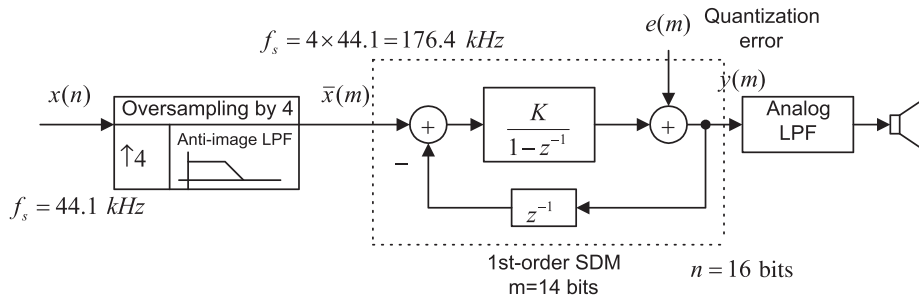 Quantization
error
e(m)
f_s = 4 × 44.1 = 176.4 kHz
x(n)
Oversampling by 4
x̅(m)
y(m)
↑4
Anti-image LPF
+
K
1 − z^{-1}
+
Analog
LPF
−
f_s = 44.1 kHz
z^{-1}
1st-order SDM
m=14 bits
n = 16 bits